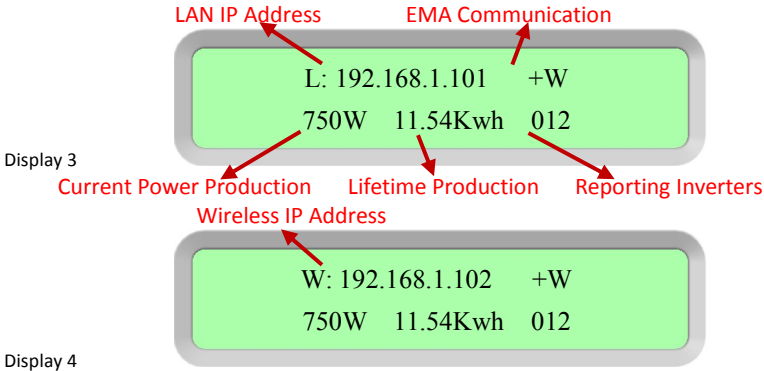 LAN IP Address EMA Communication
L: 192.168.1.101 +W
750W 11.54Kwh 012
Display 3
Current Power Production Lifetime Production Reporting Inverters
Wireless IP Address
W: 192.168.1.102 +W
750W 11.54Kwh 012
Display 4